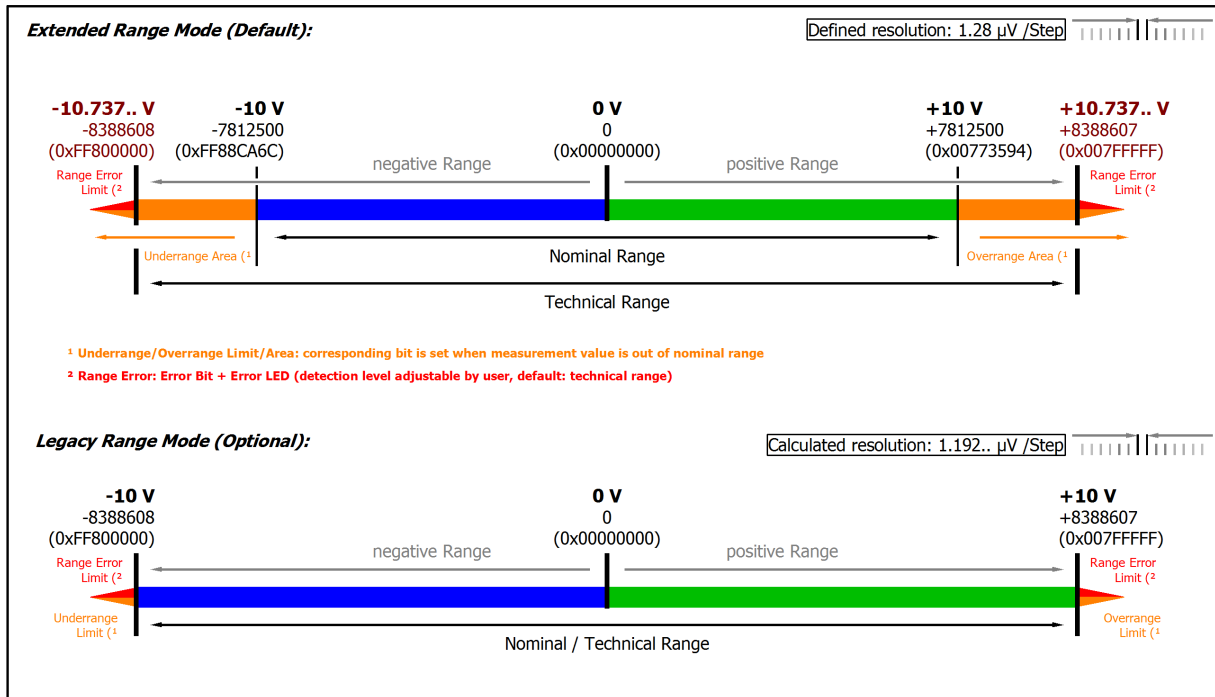 Extended Range Mode (Default):
Defined resolution: 1.28 µV /Step
-10.737.. V
-8388608
(0xFF800000)
-10 V
-7812500
(0xFF88CA6C)
0 V
0
(0x00000000)
+10 V
+7812500
(0x00773594)
+10.737.. V
+8388607
(0x007FFFFF)
negative Range
positive Range
Range Error
Limit (²
Range Error
Limit (²
Underrange Area (¹
Nominal Range
Overrange Area (¹
Technical Range
¹ Underrange/Overrange Limit/Area: corresponding bit is set when measurement value is out of nominal range
² Range Error: Error Bit + Error LED (detection level adjustable by user, default: technical range)
Legacy Range Mode (Optional):
Calculated resolution: 1.192.. µV /Step
-10 V
-8388608
(0xFF800000)
0 V
0
(0x00000000)
+10 V
+8388607
(0x007FFFFF)
negative Range
positive Range
Range Error
Limit (²
Range Error
Limit (²
Underrange
Limit (¹
Overrange
Limit (¹
Nominal / Technical Range